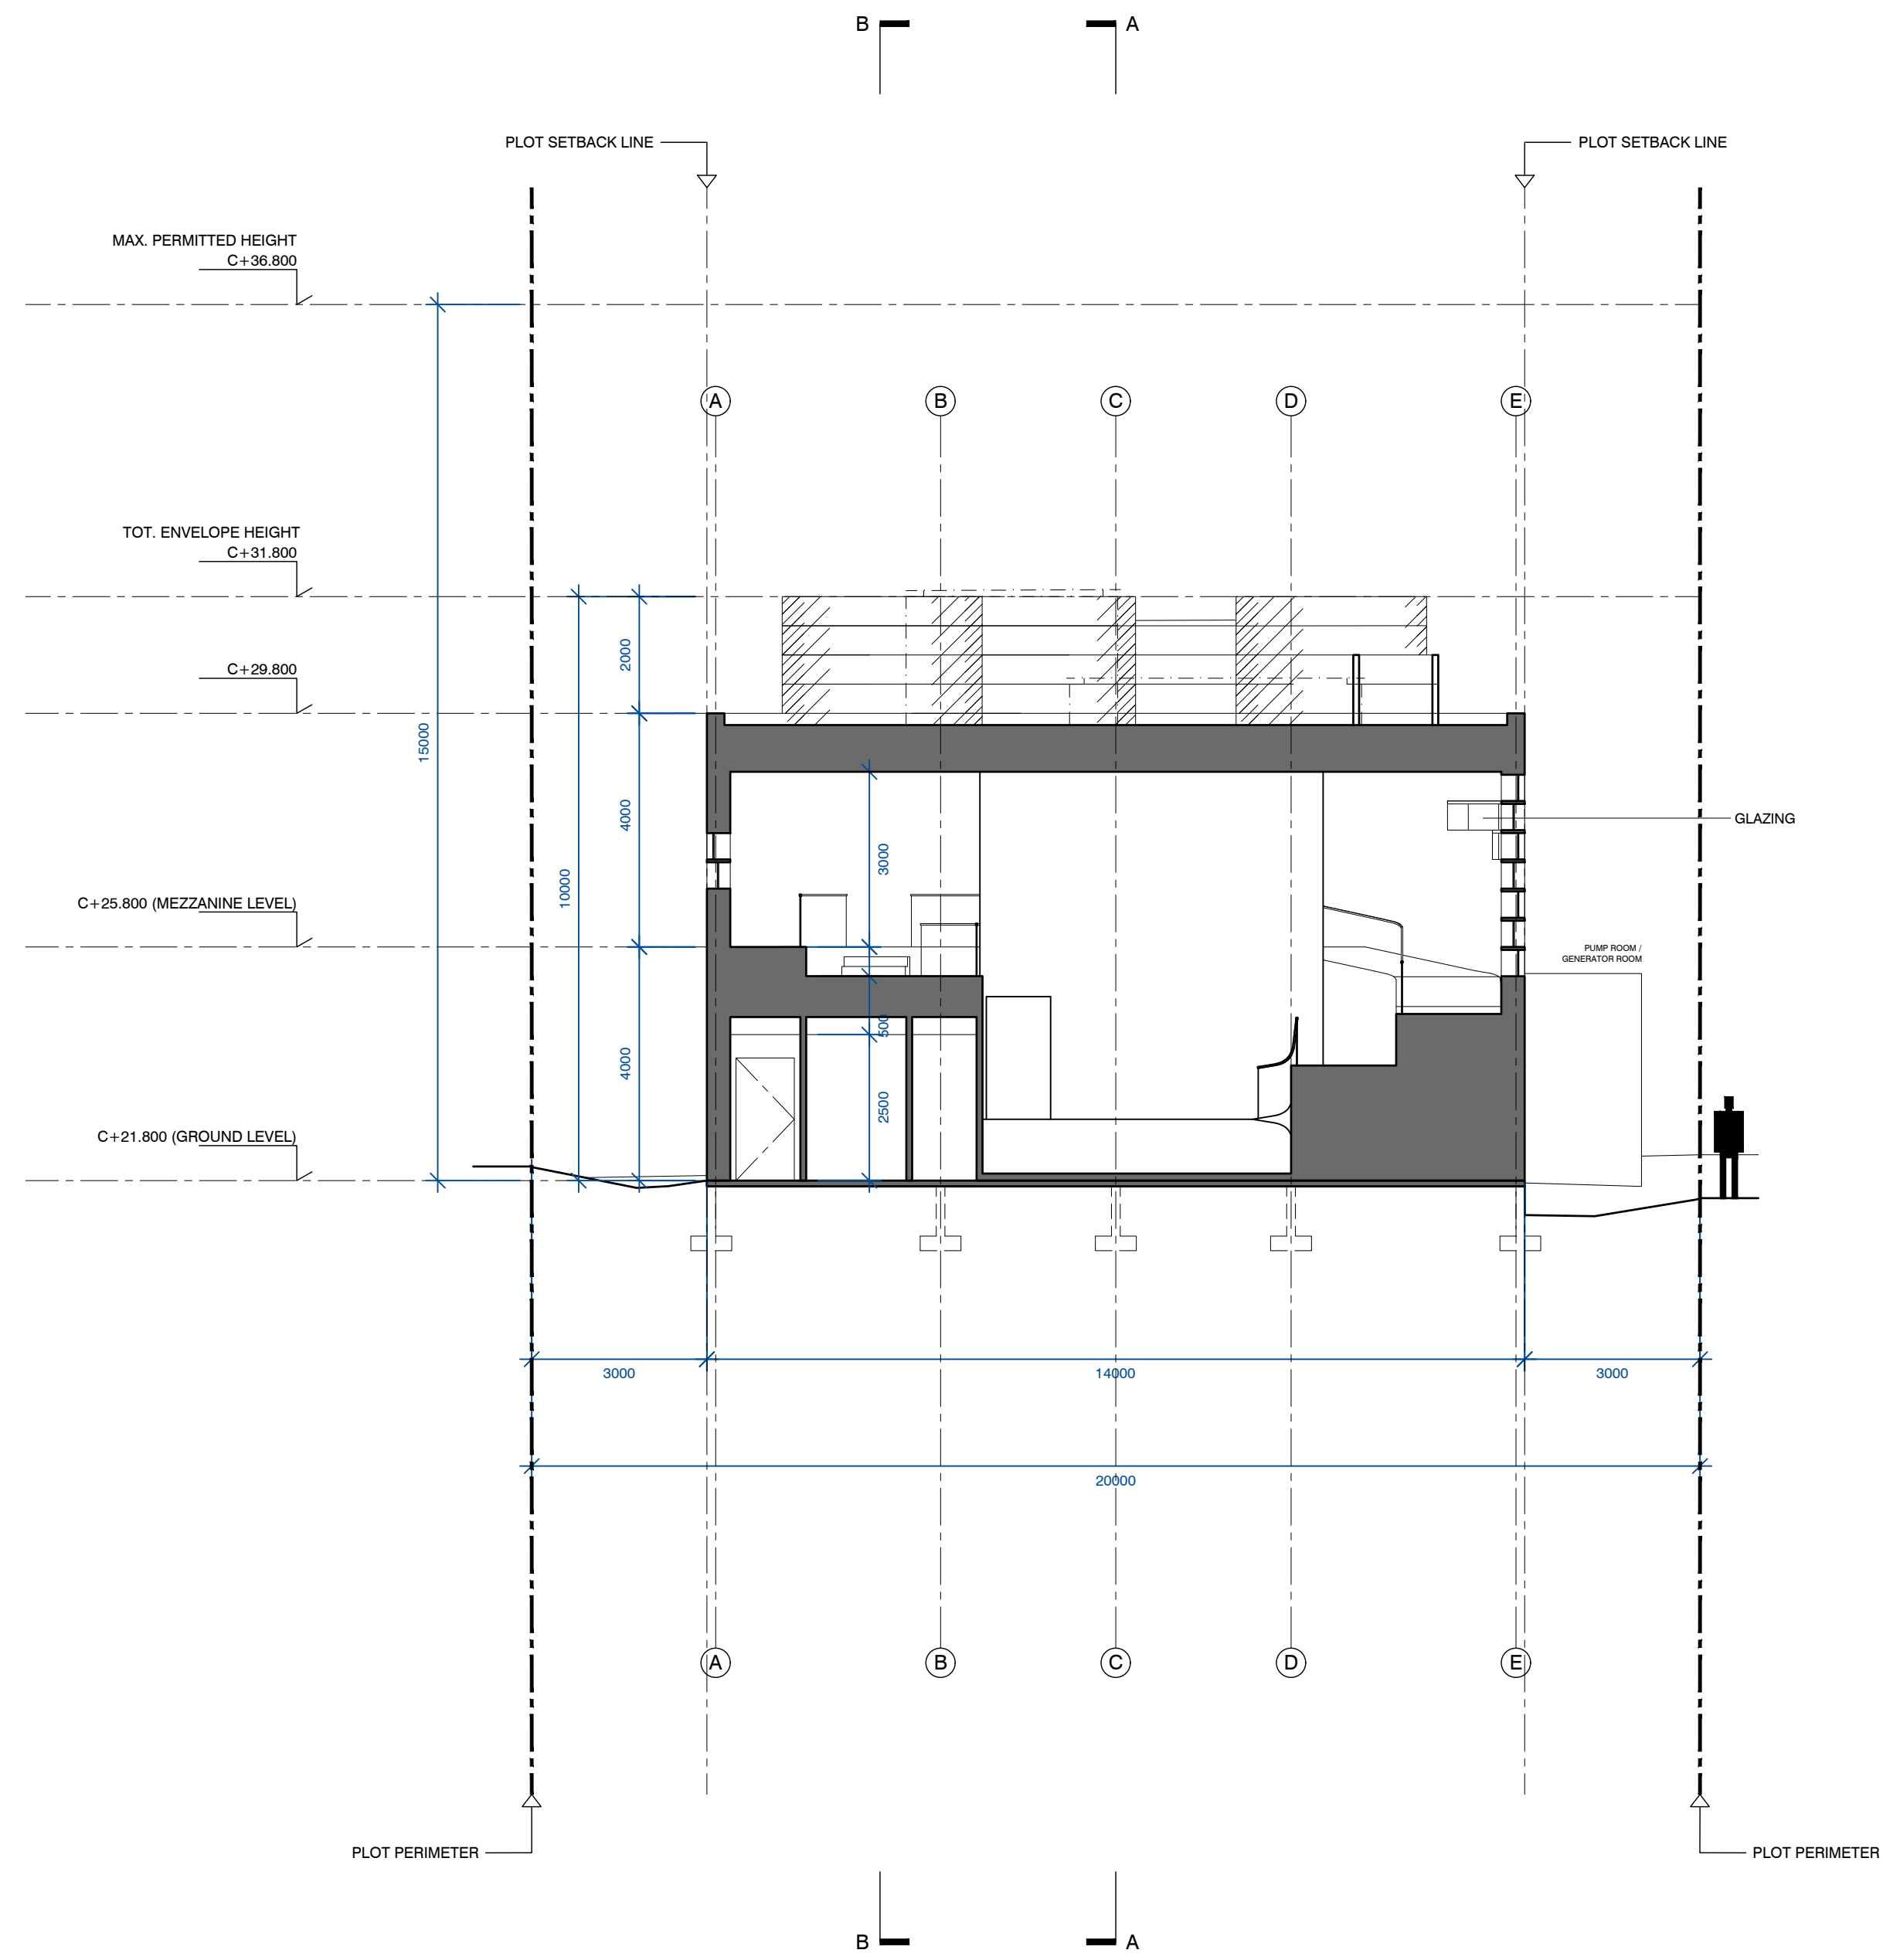 B
A
PLOT SETBACK LINE
PLOT SETBACK LINE
MAX. PERMITTED HEIGHT
C+36.800
A
B
C
D
E
TOT. ENVELOPE HEIGHT
C+31.800
C+29.800
2000
15000
4000
3000
GLAZING
10000
C+25.800 (MEZZANINE LEVEL)
PUMP ROOM /
GENERATOR ROOM
500
4000
2500
C+21.800 (GROUND LEVEL)
3000
14000
3000
20000
A
B
C
D
E
PLOT PERIMETER
PLOT PERIMETER
B
A